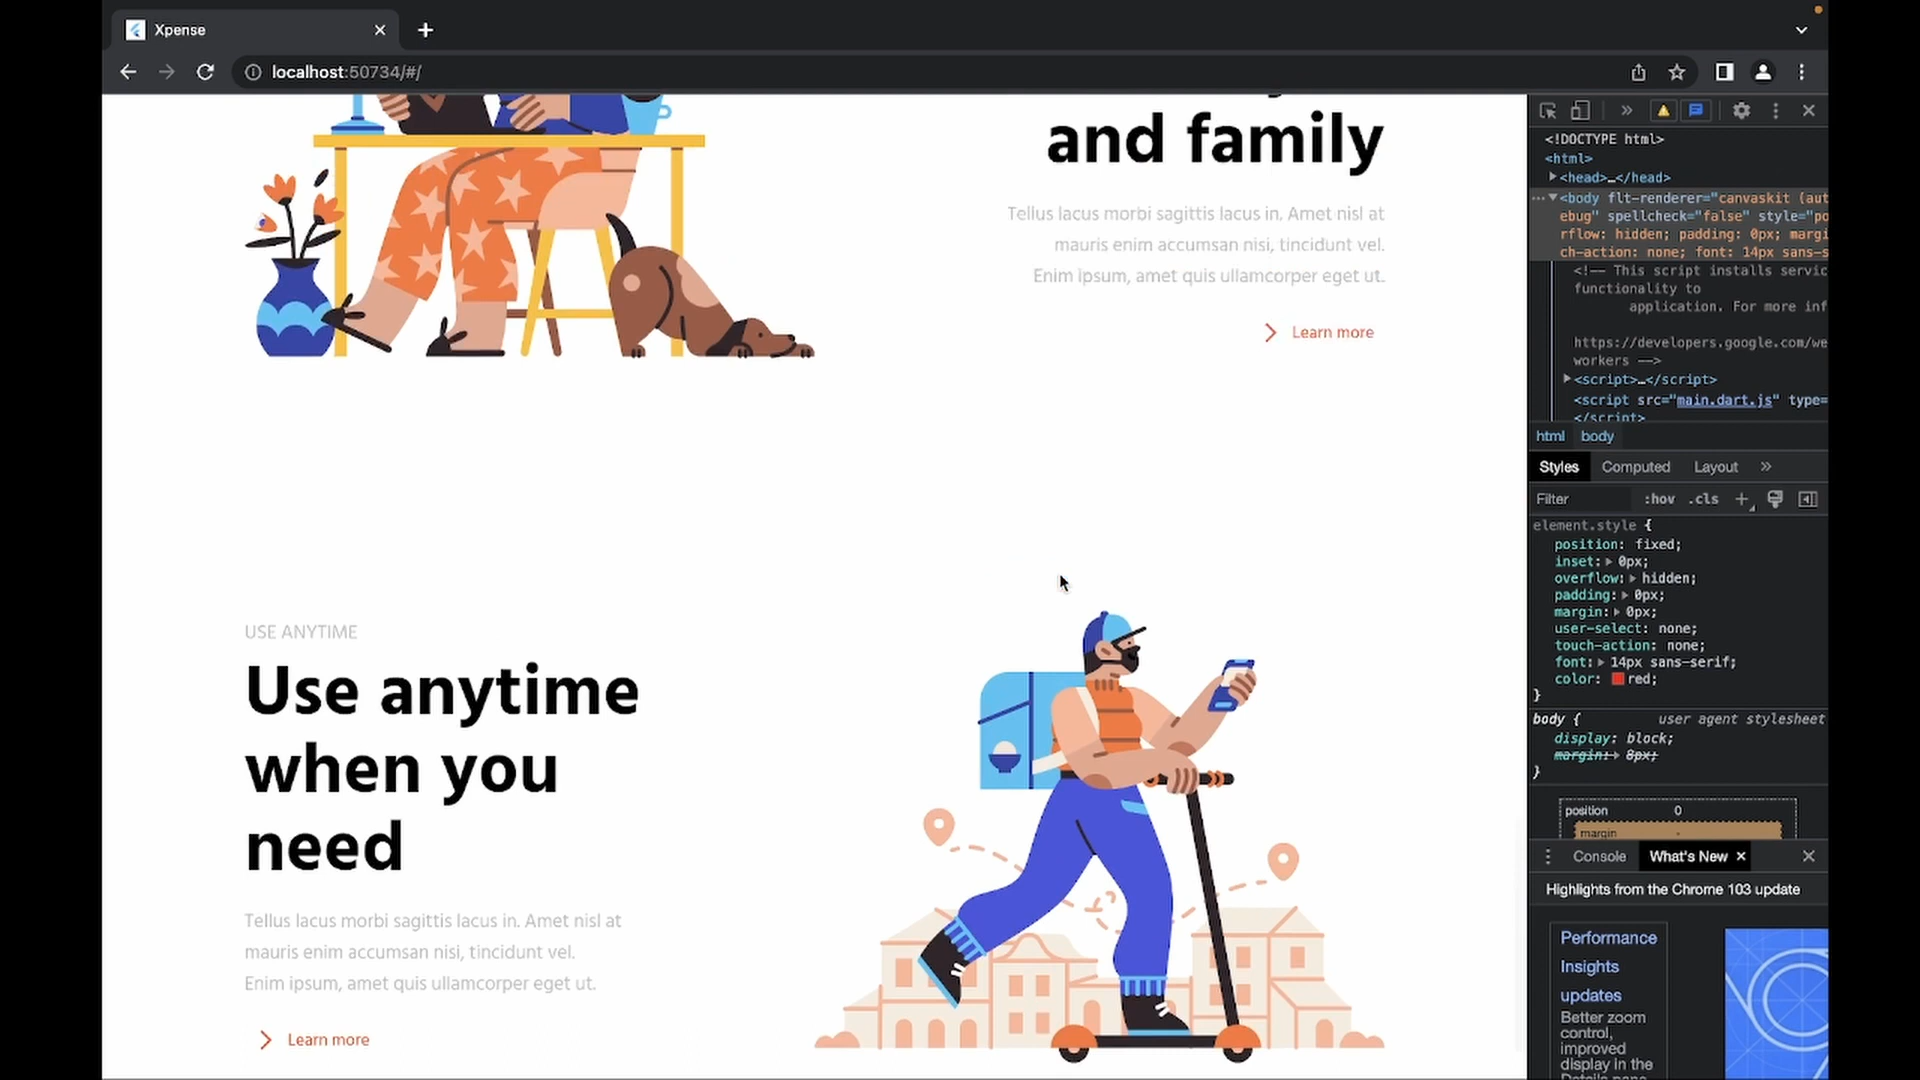 Xpense
localhost:50734/#/
and family
Tellus lacus morbi sagittis lacus in. Amet nisl at
mauris enim accumsan nisi, tincidunt vel.
Enim ipsum, amet quis ullamcorper eget ut.
Learn more
USE ANYTIME
Use anytime
when you
need
Tellus lacus morbi sagittis lacus in. Amet nisl at
mauris enim accumsan nisi, tincidunt vel.
Enim ipsum, amet quis ullamcorper eget ut.
Learn more
<!DOCTYPE html>
<html>
<head>…</head>
<body flt-renderer="canvaskit (aut
ebug" spellcheck="false" style="po
rflow: hidden; padding: 0px; margi
ch-action: none; font: 14px sans-s
<!-- This script installs servic
functionality to
application. For more inf
https://developers.google.com/we
workers -->
<script>…</script>
<script src="main.dart.js" type=
</script>
html body
Styles Computed Layout
Filter :hov .cls
element.style {
position: fixed;
inset: 0px;
overflow: hidden;
padding: 0px;
margin: 0px;
user-select: none;
touch-action: none;
font: 14px sans-serif;
color: red;
}
body { user agent stylesheet
display: block;
margin: 8px;
}
position 0
margin -
Console What's New
Highlights from the Chrome 103 update
Performance
Insights
updates
Better zoom
control,
improved
display in the